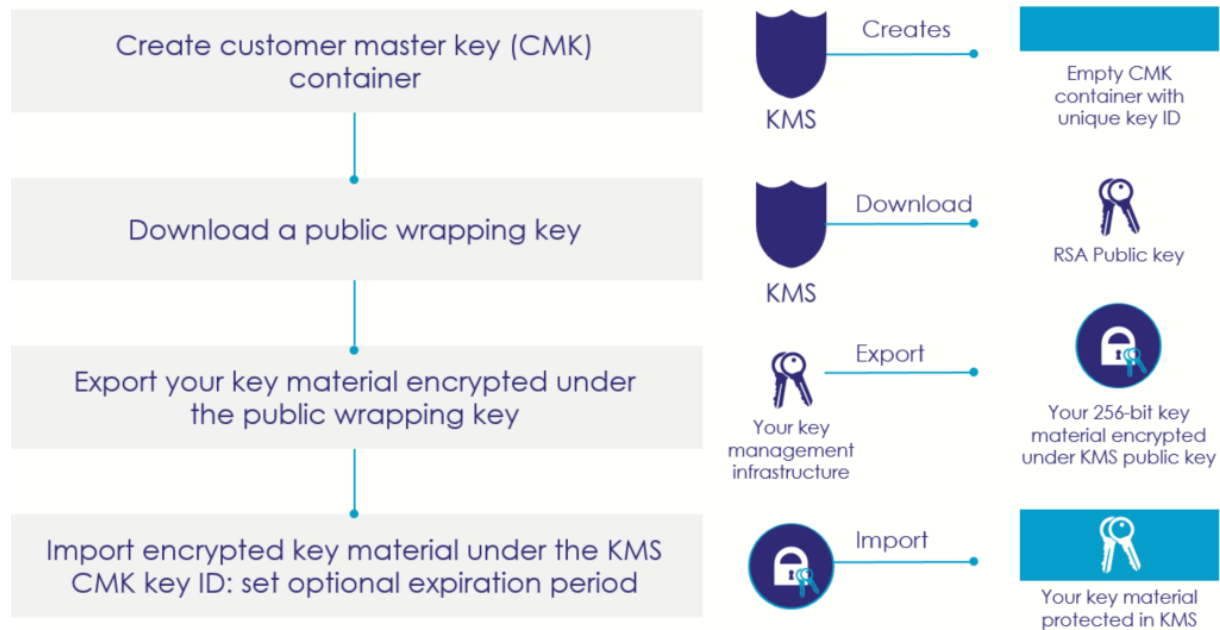 Create customer master key (CMK)
container
Creates
KMS
Empty CMK
container with
unique key ID
Download a public wrapping key
Download
KMS
RSA Public key
Export your key material encrypted under
the public wrapping key
Export
Your key
management
infrastructure
Your 256-bit key
material encrypted
under KMS public key
Import encrypted key material under the KMS
CMK key ID: set optional expiration period
Import
Your key material
protected in KMS